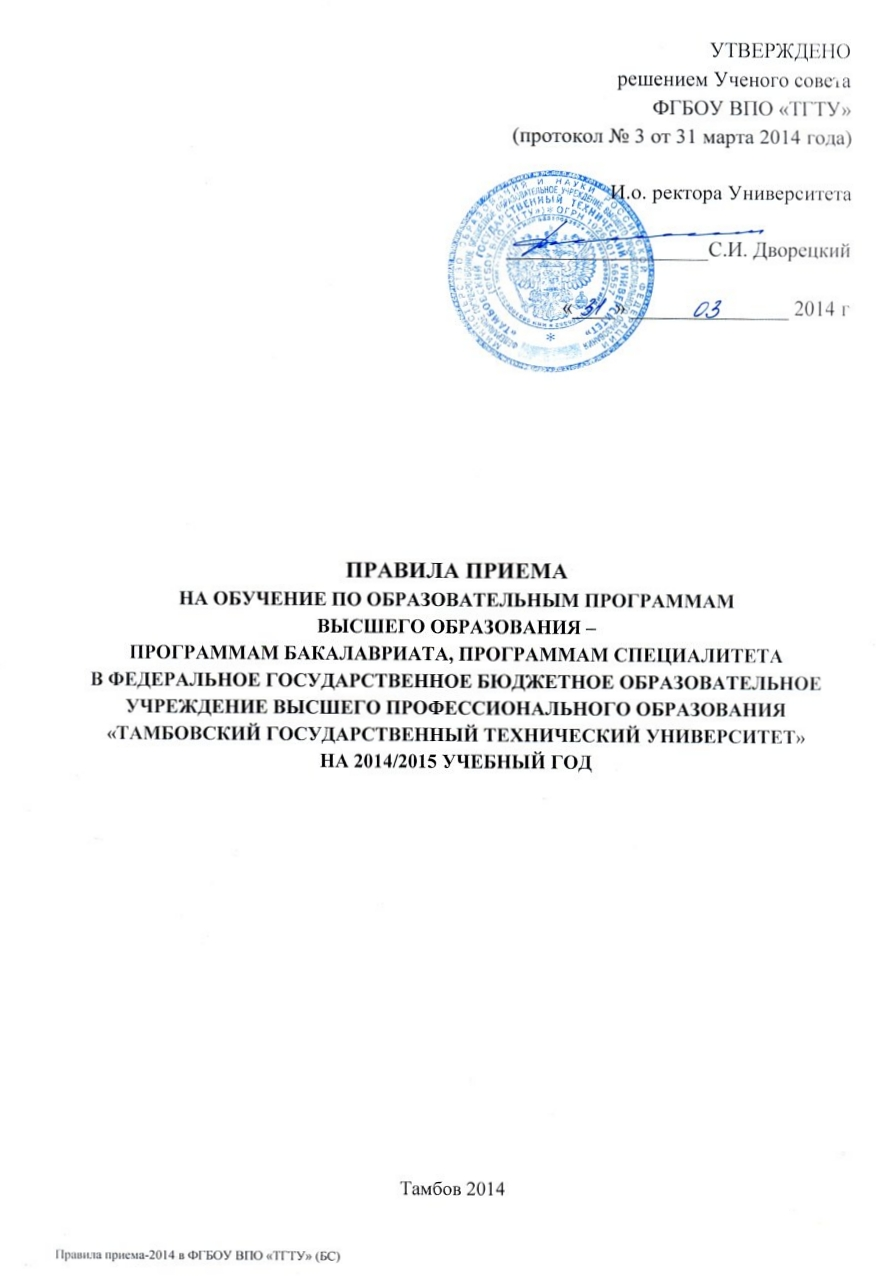 УТВЕРЖДЕНО
решением Ученого совета
ФГБОУ ВПО «ТГТУ»
(протокол № 3 от 31 марта 2014 года)
И.о. ректора Университета
С.И. Дворецкий
«31» 03 2014 г
ПРАВИЛА ПРИЕМА
НА ОБУЧЕНИЕ ПО ОБРАЗОВАТЕЛЬНЫМ ПРОГРАММАМ
ВЫСШЕГО ОБРАЗОВАНИЯ –
ПРОГРАММАМ БАКАЛАВРИАТА, ПРОГРАММАМ СПЕЦИАЛИТЕТА
В ФЕДЕРАЛЬНОЕ ГОСУДАРСТВЕННОЕ БЮДЖЕТНОЕ ОБРАЗОВАТЕЛЬНОЕ
УЧРЕЖДЕНИЕ ВЫСШЕГО ПРОФЕССИОНАЛЬНОГО ОБРАЗОВАНИЯ
«ТАМБОВСКИЙ ГОСУДАРСТВЕННЫЙ ТЕХНИЧЕСКИЙ УНИВЕРСИТЕТ»
НА 2014/2015 УЧЕБНЫЙ ГОД
Тамбов 2014
Правила приема-2014 в ФГБОУ ВПО «ТГТУ» (БС)